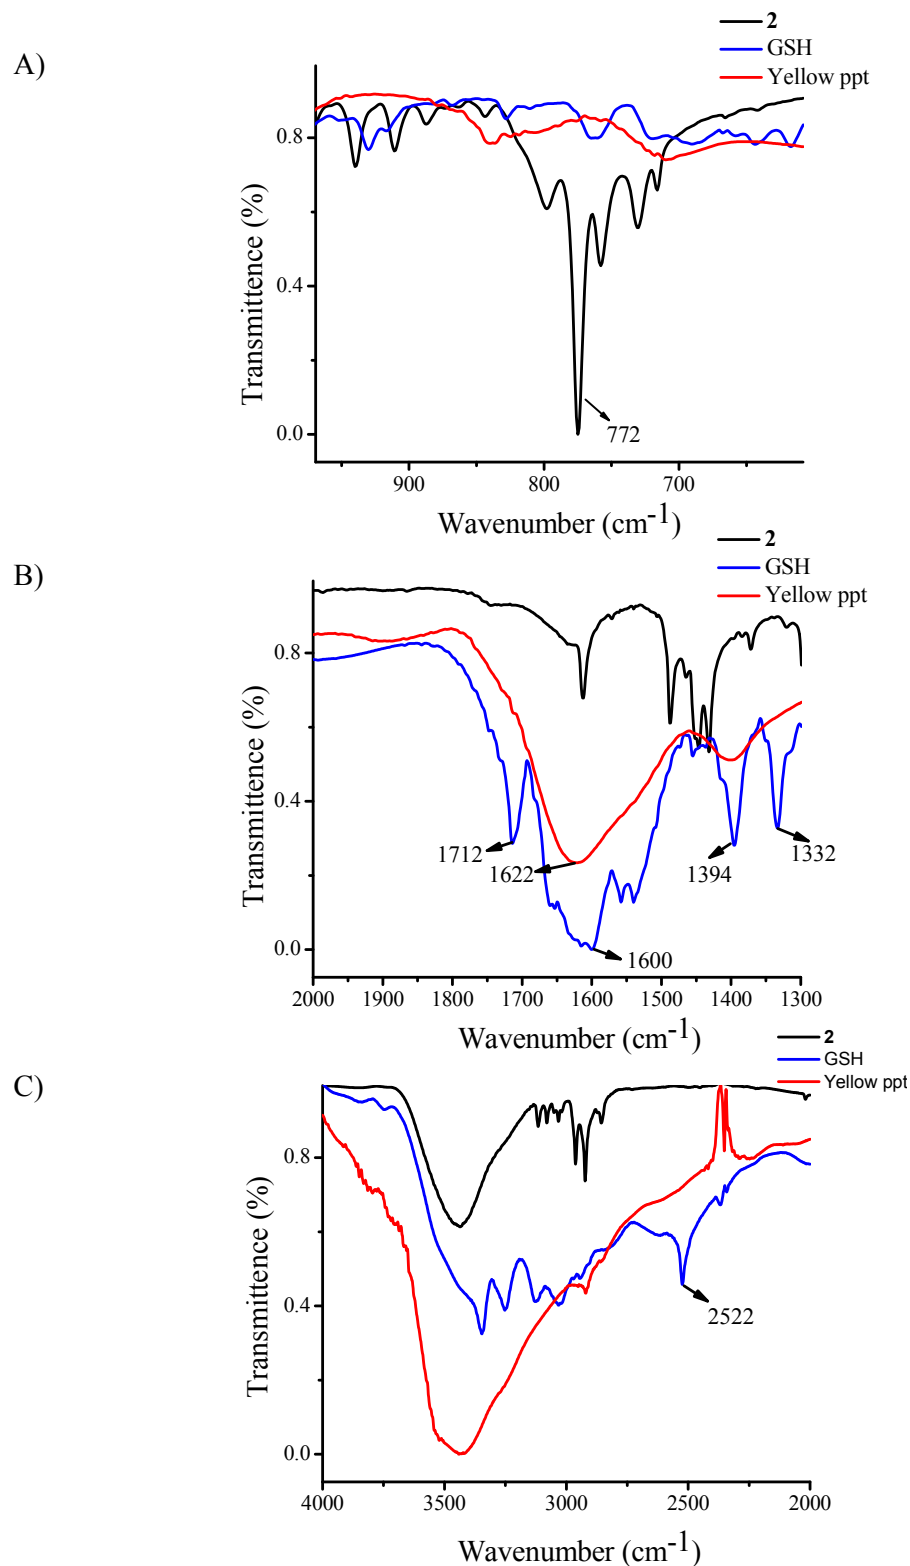 A)
2
GSH
Yellow ppt
Transmittence (%)
0.8
0.4
0.0
772
900
800
700
Wavenumber (cm-1)
B)
2
GSH
Yellow ppt
Transmittence (%)
0.8
0.4
0.0
1712
1622
1600
1394
1332
2000
1900
1800
1700
1600
1500
1400
1300
Wavenumber (cm-1)
C)
2
GSH
Yellow ppt
Transmittence (%)
0.8
0.4
0.0
2522
4000
3500
3000
2500
2000
Wavenumber (cm-1)